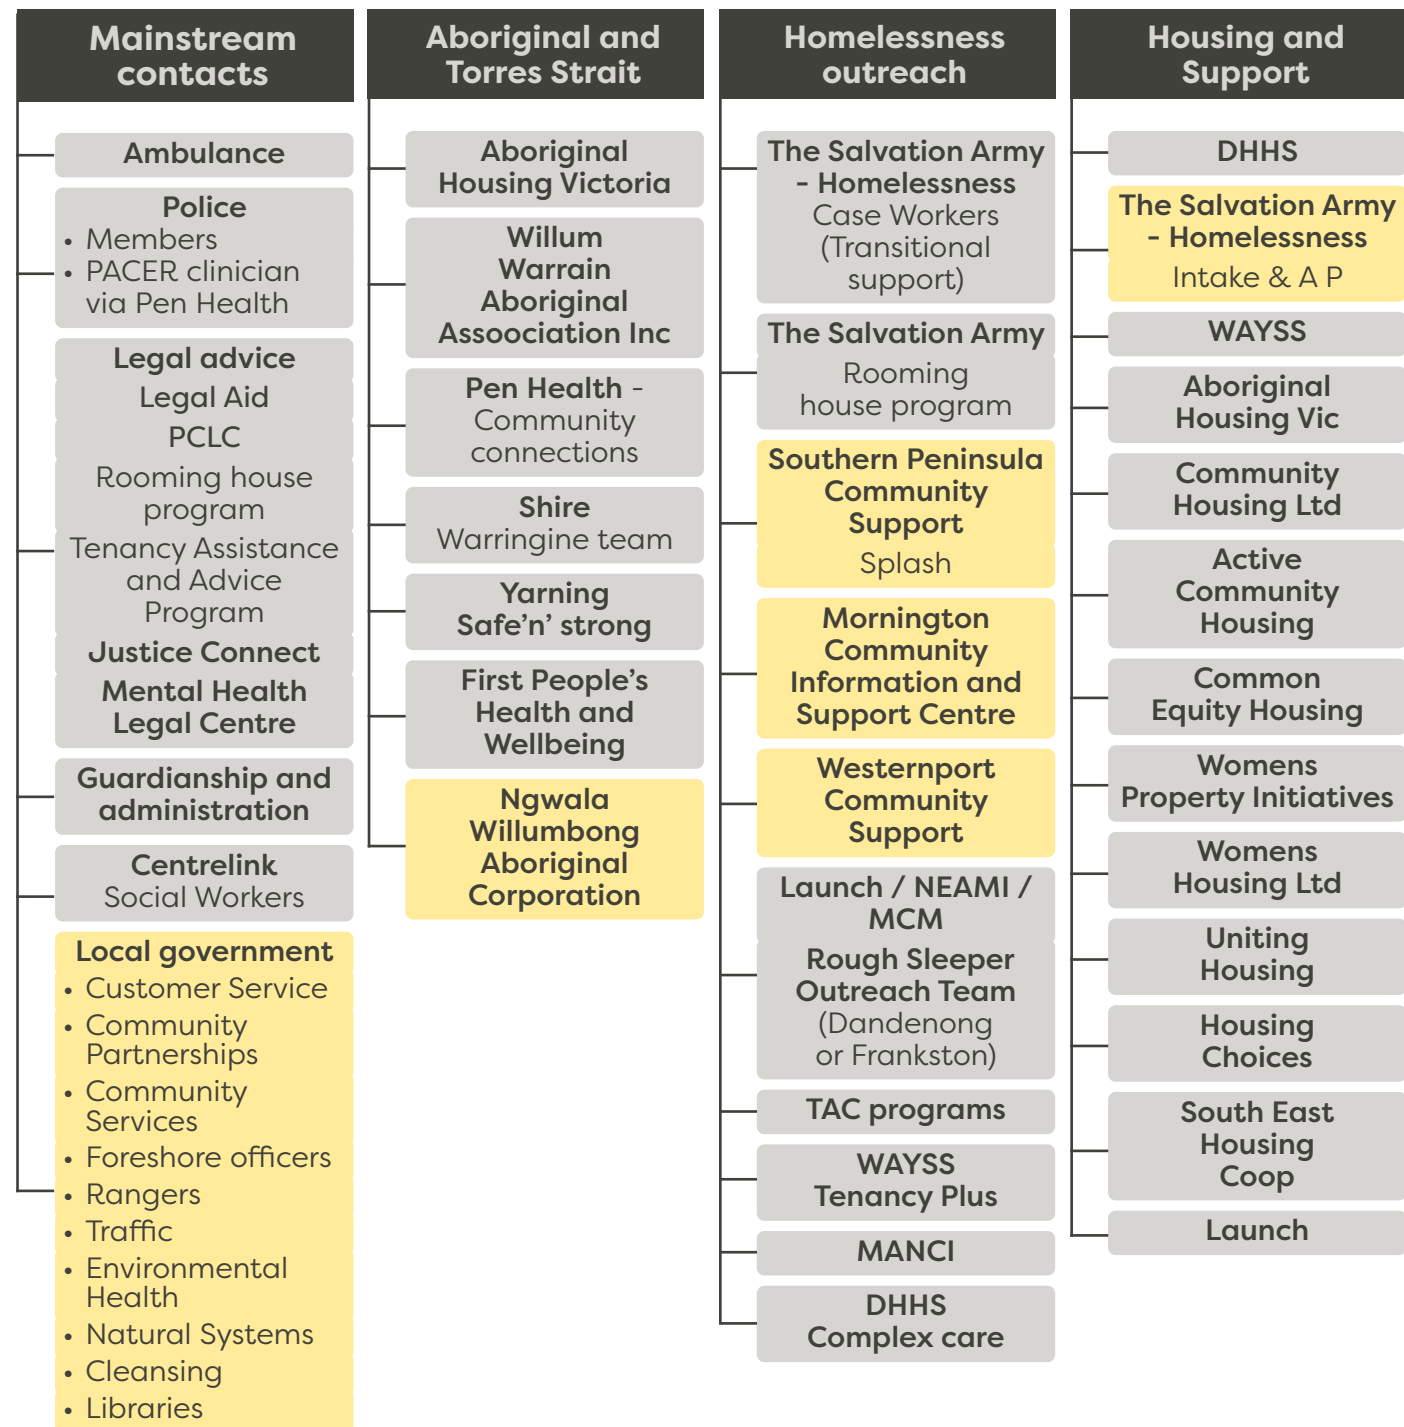 Mainstream
contacts
Ambulance
Police
• Members
• PACER clinician
via Pen Health
Legal advice
Legal Aid
PCLC
Rooming house
program
Tenancy Assistance
and Advice
Program
Justice Connect
Mental Health
Legal Centre
Guardianship and
administration
Centrelink
Social Workers
Local government
• Customer Service
• Community
Partnerships
• Community
Services
• Foreshore officers
• Rangers
• Traffic
• Environmental
Health
• Natural Systems
• Cleansing
• Libraries
Aboriginal and
Torres Strait
Aboriginal
Housing Victoria
Willum
Warrain
Aboriginal
Assoociation Inc
Pen Health -
Community
connections
Shire
Warringine team
Yarning
Safe’n’ strong
First People’s
Health and
Wellbeing
Ngwala
Willumbong
Aboriginal
Corporation
Homelessness
outreach
The Salvation Army
- Homelessness
Case Workers
(Transitional
support)
The Salvation Army
Rooming
house program
Southern Peninsula
Community
Support
Splash
Mornington
Community
Information and
Support Centre
Westernport
Community
Support
Launch / NEAMI /
MCM
Rough Sleeper
Outreach Team
(Dandenong
or Frankston)
TAC programs
WAYSS
Tenancy Plus
MANCI
DHHS
Complex care
Housing and
Support
DHHS
The Salvation Army
- Homelessness
Intake & A P
WAYSS
Aboriginal
Housing Vic
Community
Housing Ltd
Active
Community
Housing
Common
Equity Housing
Womens
Property Initiatives
Womens
Housing Ltd
Uniting
Housing
Housing
Choices
South East
Housing
Coop
Launch